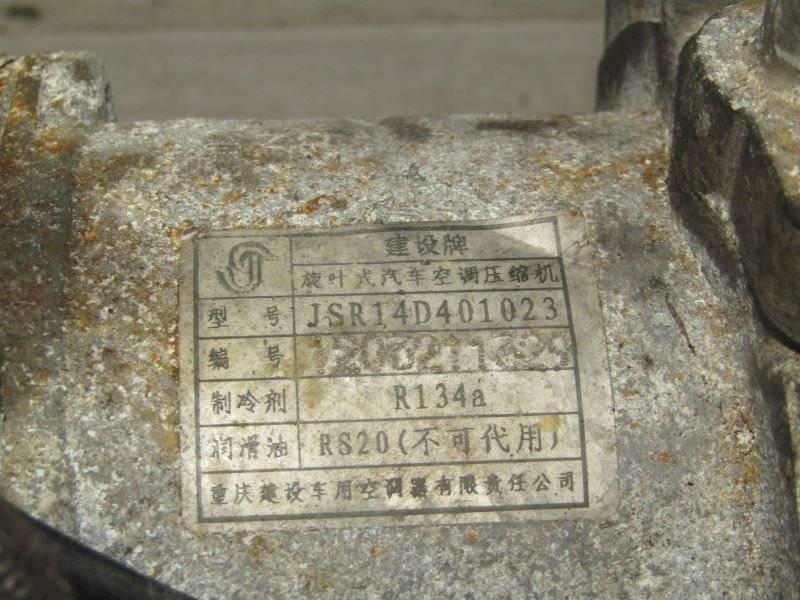 建设牌
旋叶式汽车空调压缩机
型号 JSR14D401023
编号
制冷剂 R134a
润滑油 RS20(不可代用)
重庆建设车用空调器有限责任公司